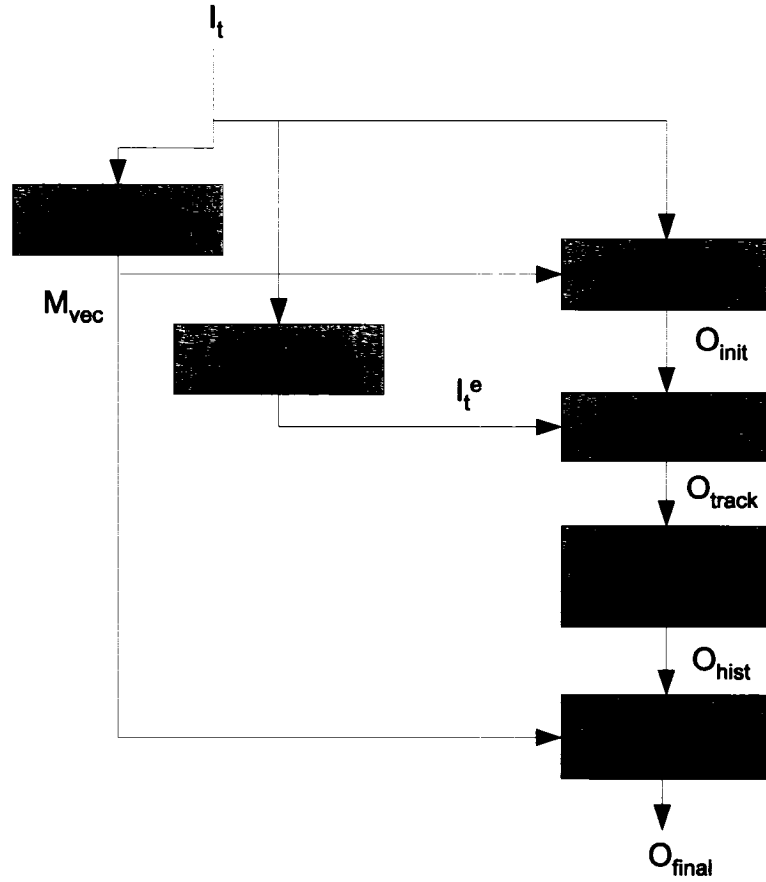 I_t
M_vec
O_init
I_t^e
O_track
O_hist
O_final